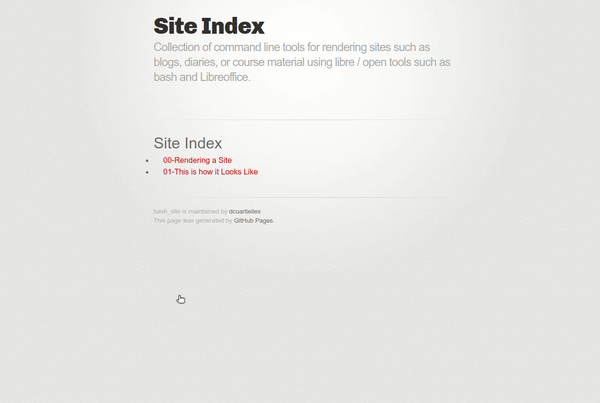 Site Index
Collection of command line tools for rendering sites such as
blogs, diaries, or course material using libre / open tools such as
bash and Libreoffice.
Site Index
00-Rendering a Site
01-This is how it Looks Like
bash_site is maintained by dcuartielles
This page was generated by GitHub Pages.